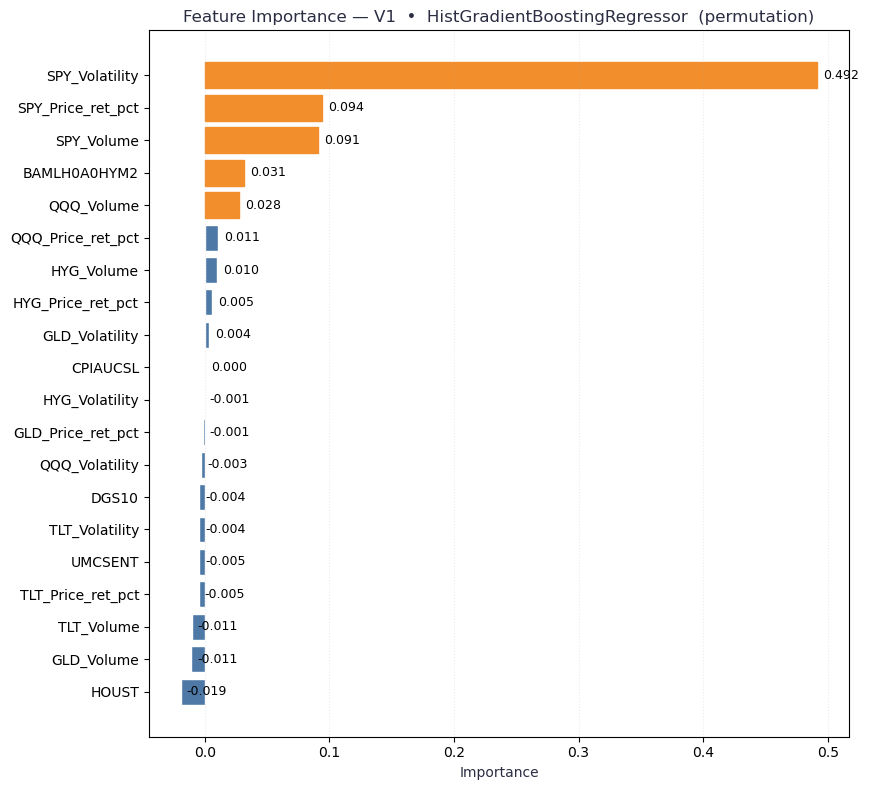 Feature Importance — V1 • HistGradientBoostingRegressor (permutation)
SPY_Volatility 0.492
SPY_Price_ret_pct 0.094
SPY_Volume 0.091
BAMLH0A0HYM2 0.031
QQQ_Volume 0.028
QQQ_Price_ret_pct 0.011
HYG_Volume 0.010
HYG_Price_ret_pct 0.005
GLD_Volatility 0.004
CPIAUCSL 0.000
HYG_Volatility -0.001
GLD_Price_ret_pct -0.001
QQQ_Volatility -0.003
DGS10 -0.004
TLT_Volatility -0.004
UMCSENT -0.005
TLT_Price_ret_pct -0.005
TLT_Volume -0.011
GLD_Volume -0.011
HOUST -0.019
0.0 0.1 0.2 0.3 0.4 0.5
Importance